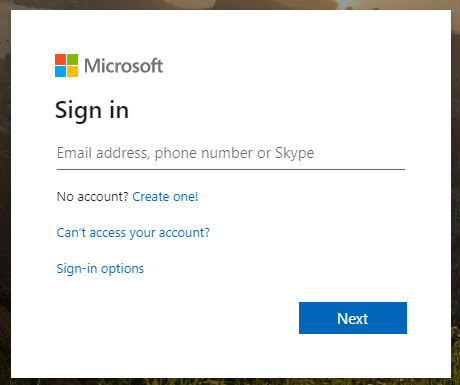 Microsoft
Sign in
Email address, phone number or Skype
No account? Create one!
Can't access your account?
Sign-in options
Next